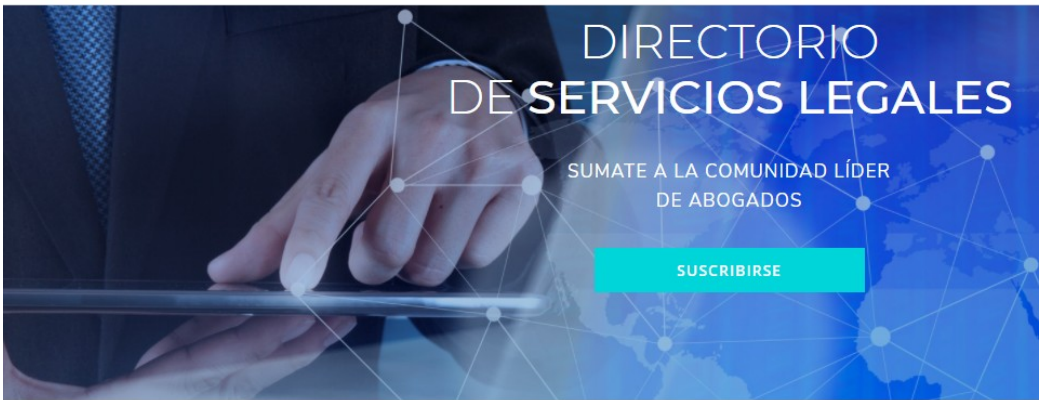 DIRECTORIO
DE SERVICIOS LEGALES
SUMATE A LA COMUNIDAD LÍDER
DE ABOGADOS
SUSCRIBIRSE